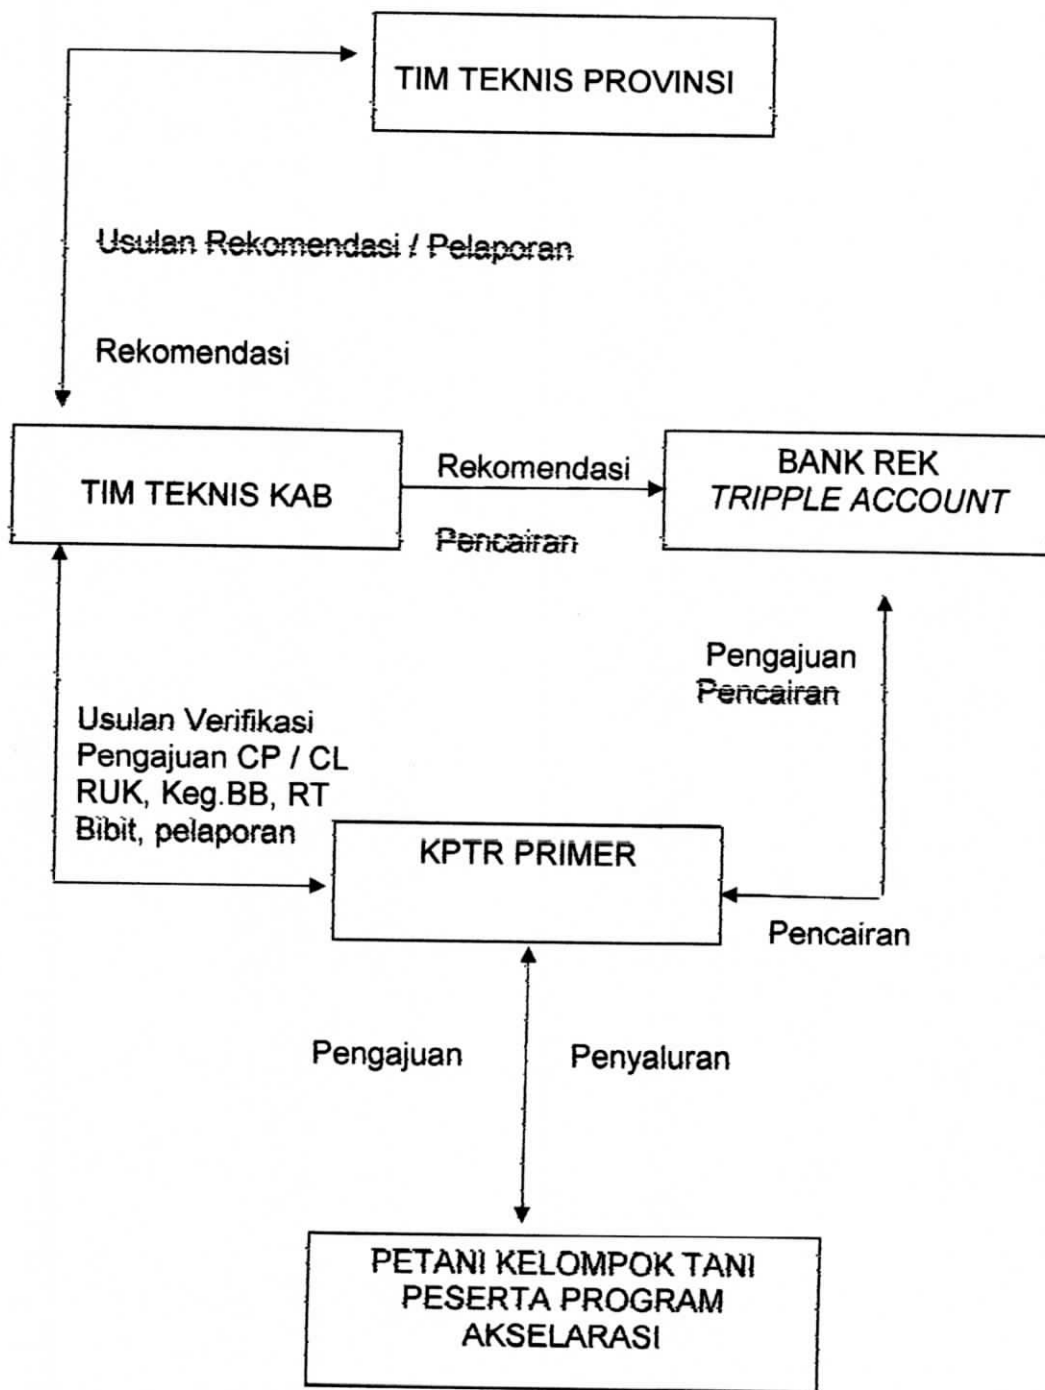 TIM TEKNIS PROVINSI
Usulan Rekomendasi / Pelaporan
Rekomendasi
TIM TEKNIS KAB
Rekomendasi
Pencairan
BANK REK
TRIPPLE ACCOUNT
Pengajuan
Pencairan
Usulan Verifikasi
Pengajuan CP / CL
RUK, Keg.BB, RT
Bibit, pelaporan
KPTR PRIMER
Pencairan
Pengajuan
Penyaluran
PETANI KELOMPOK TANI
PESERTA PROGRAM
AKSELARASI